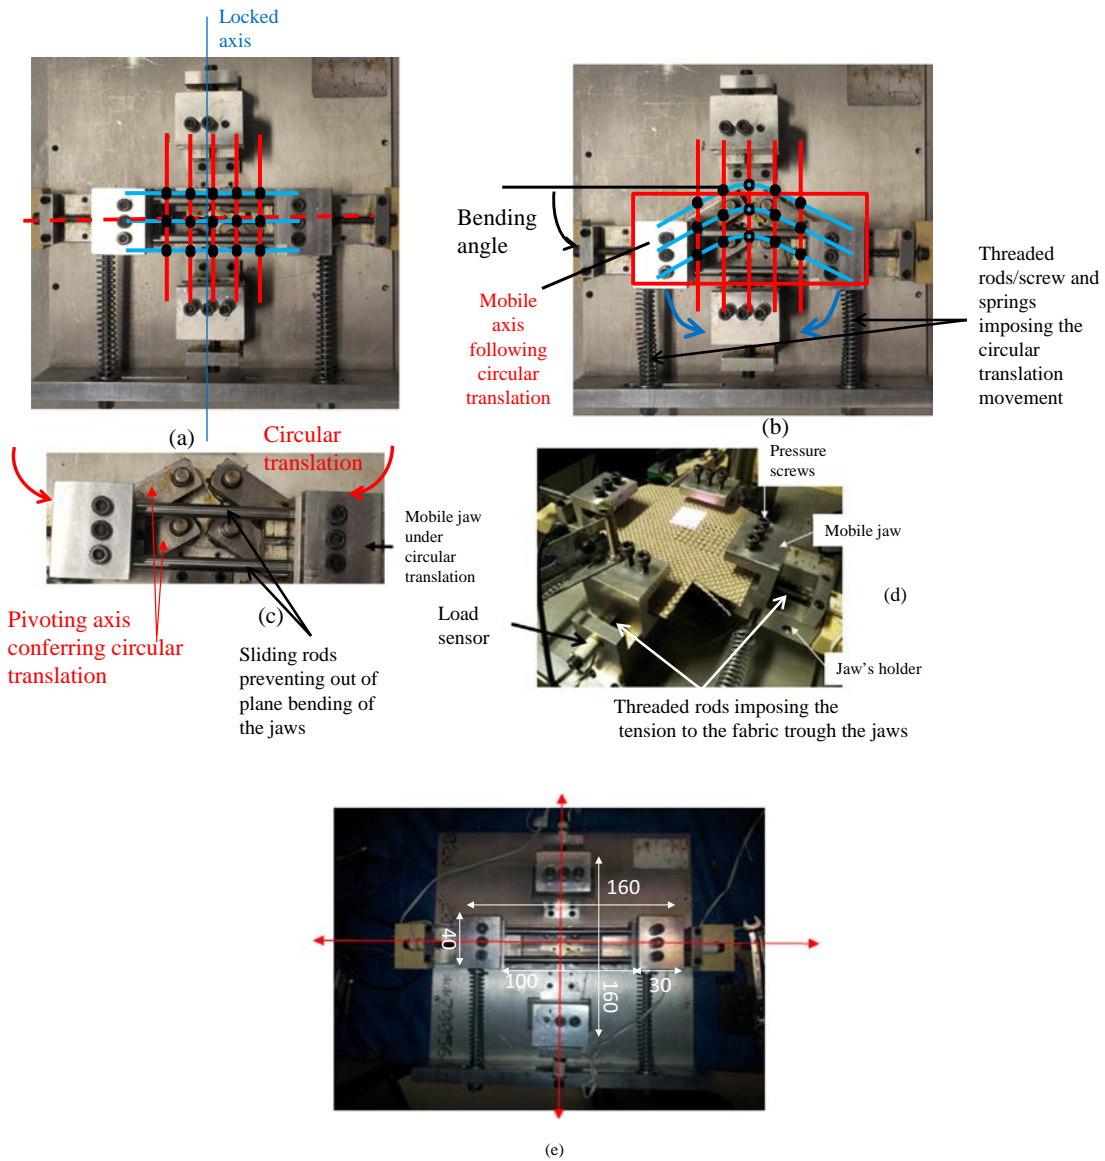 Locked
axis
(a)
Bending
angle
Mobile
axis
following
circular
translation
Threaded
rods/screw and
springs
imposing the
circular
translation
movement
(b)
Circular
translation
Mobile jaw
under
circular
translation
Pivoting axis
conferring circular
translation
(c)
Sliding rods
preventing out of
plane bending of
the jaws
Pressure
screws
Mobile jaw
(d)
Load
sensor
Jaw's holder
Threaded rods imposing the
tension to the fabric trough the jaws
160
40
100
160
30
(e)